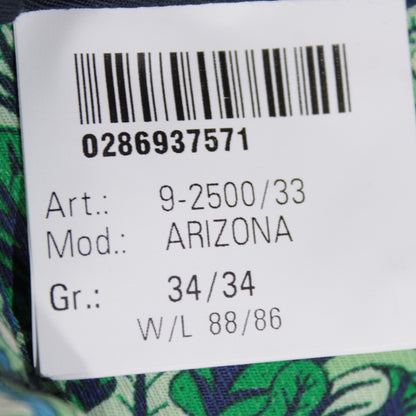 0286937571
Art.: 9-2500/33
Mod.: ARIZONA
Gr.: 34/34
W/L 88/86